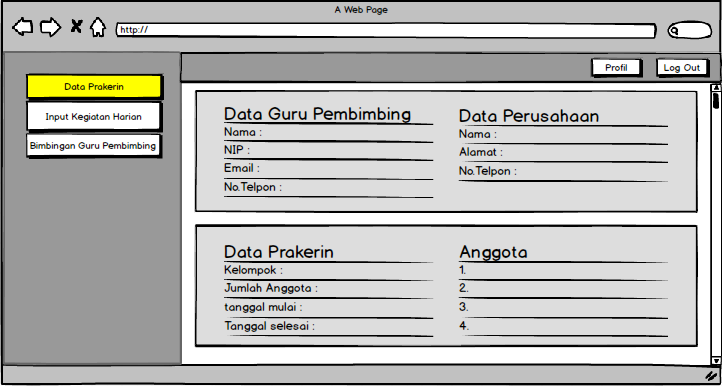 A Web Page
http://
Profil
Log Out
Data Prakerin
Input Kegiatan Harian
Bimbingan Guru Pembimbing
Data Guru Pembimbing
Nama :
NIP :
Email :
No.Telpon :
Data Perusahaan
Nama :
Alamat :
No.Telpon :
Data Prakerin
Kelompok :
Jumlah Anggota :
tanggal mulai :
Tanggal selesai :
Anggota
1.
2.
3.
4.